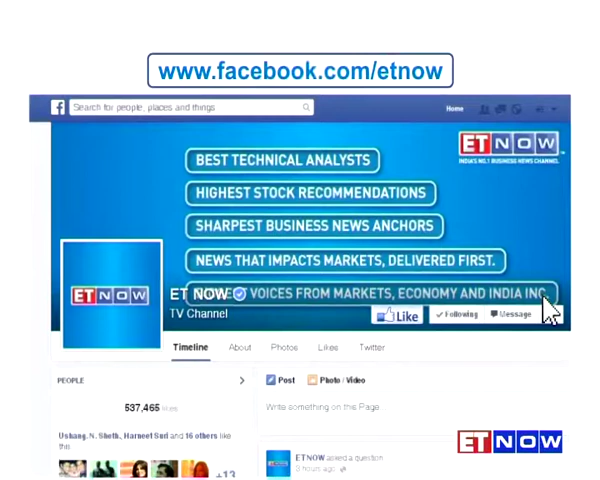 www.facebook.com/etnow
Search for people, places and things
Home
ET NOW
INDIA'S NO.1 BUSINESS NEWS CHANNEL
BEST TECHNICAL ANALYSTS
HIGHEST STOCK RECOMMENDATIONS
SHARPEST BUSINESS NEWS ANCHORS
NEWS THAT IMPACTS MARKETS, DELIVERED FIRST.
VOICES FROM MARKETS, ECONOMY AND INDIA INC.
ET NOW
ET NOW
TV Channel
Like
Following
Message
Timeline About Photos Likes Twitter
PEOPLE
537,465 likes
Ushang. N. Sheth., Harneet Sud and 16 others like
this
+13
Post Photo / Video
Write something on this Page
ETNOW asked a question
3 hours ago
ET NOW